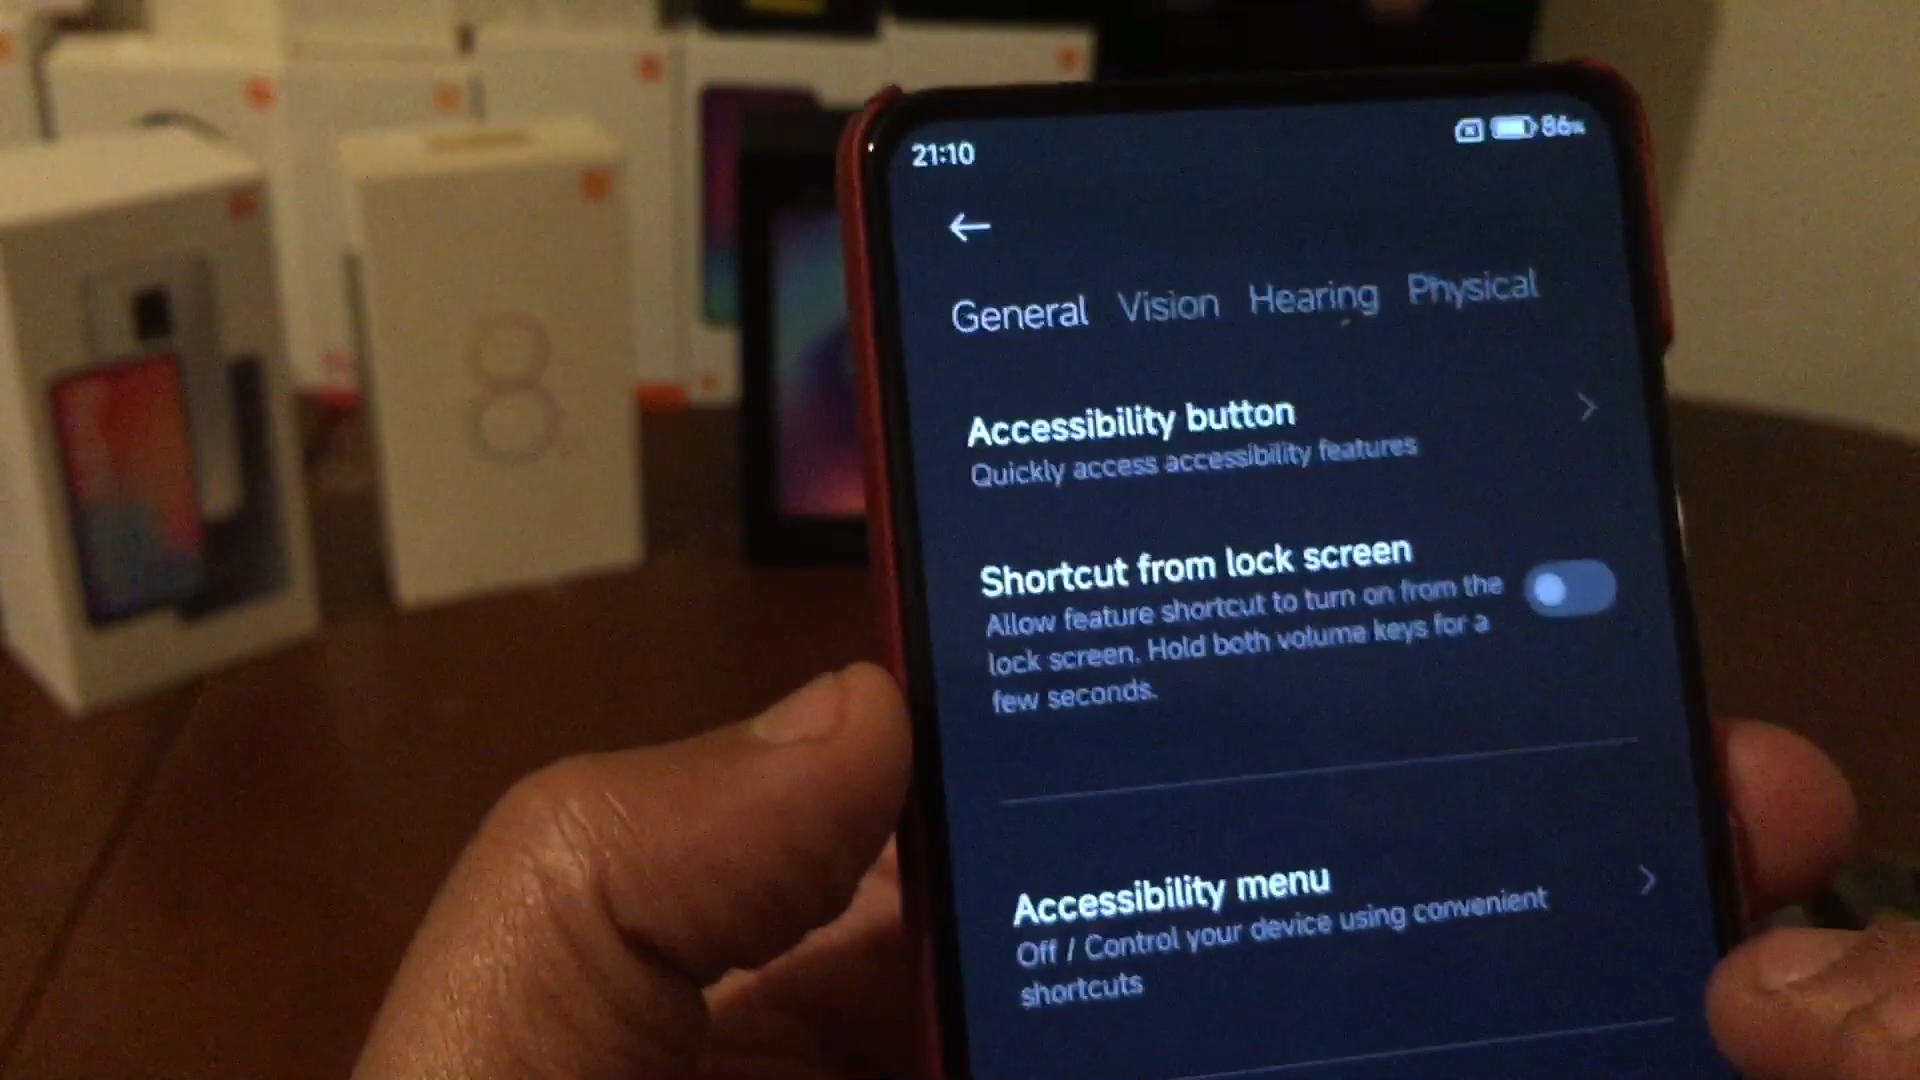 21:10
86%
General Vision Hearing Physical
Accessibility button
Quickly access accessibility features
Shortcut from lock screen
Allow feature shortcut to turn on from the
lock screen. Hold both volume keys for a
few seconds.
Accessibility menu
Off / Control your device using convenient
shortcuts
8